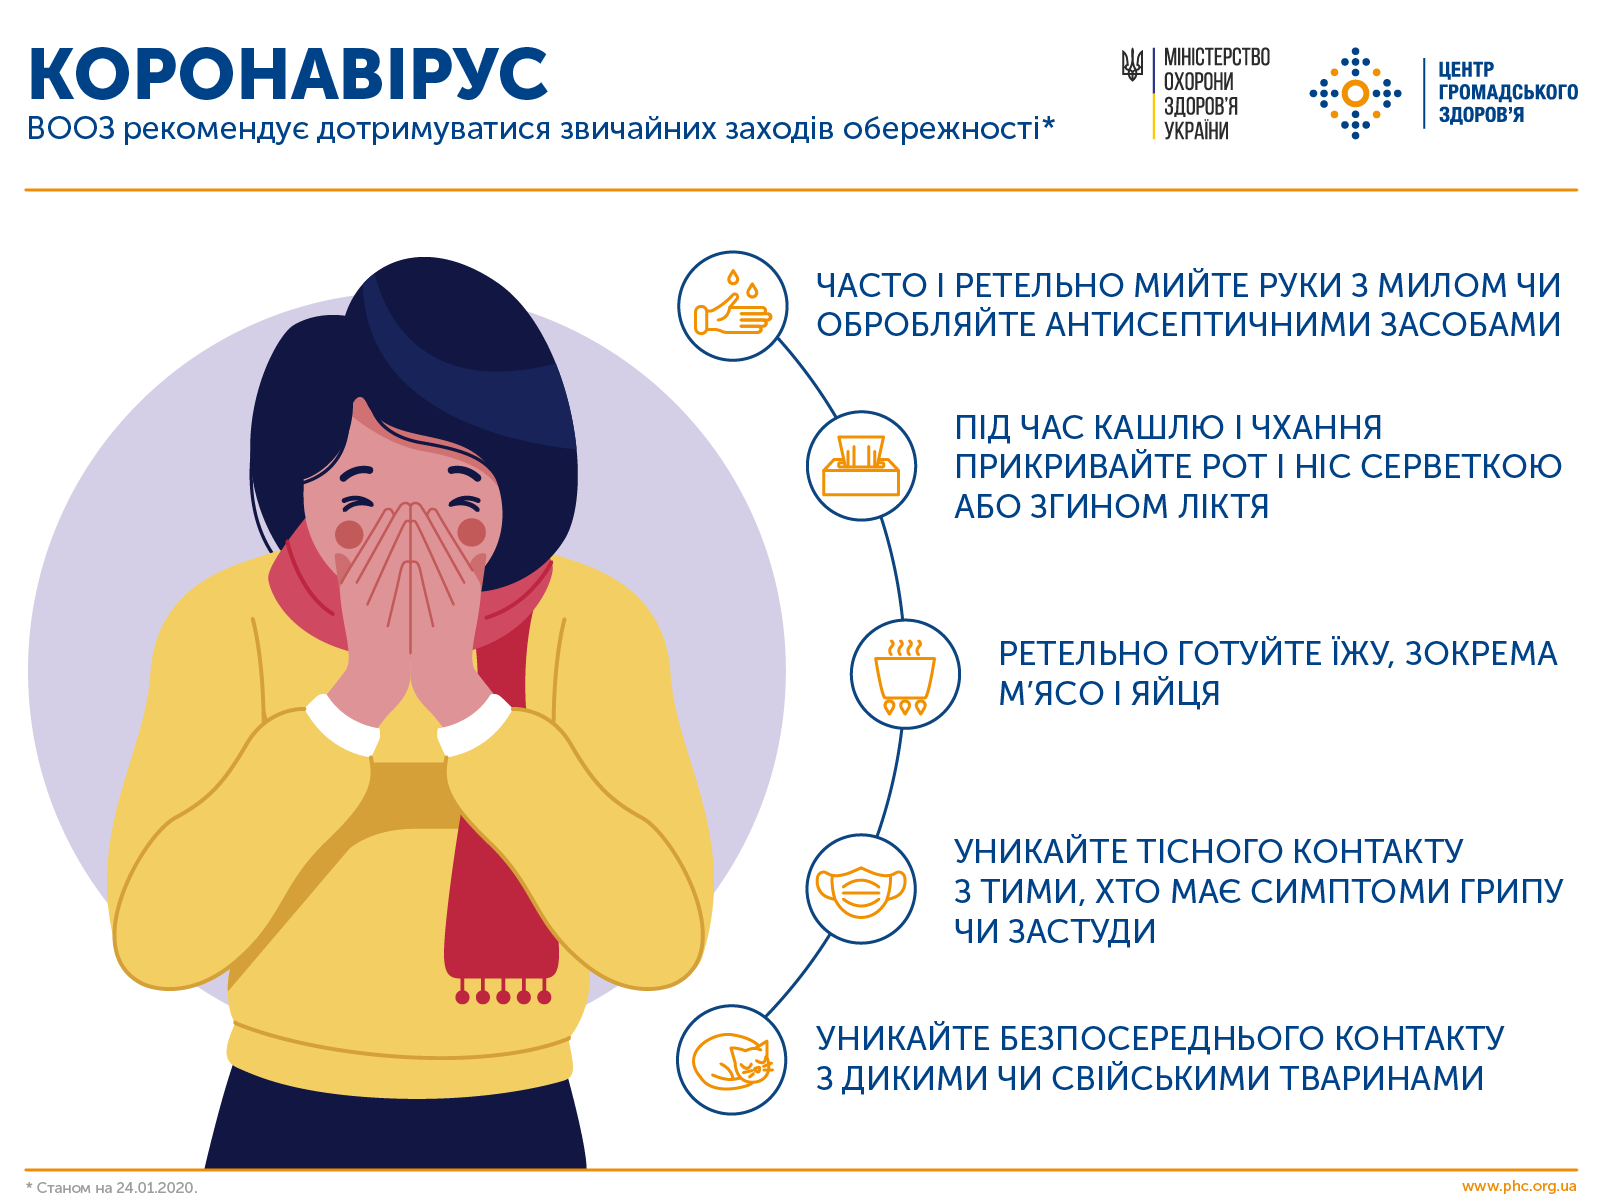 КОРОНАВІРУС
ВООЗ рекомендує дотримуватися звичайних заходів обережності*
МІНІСТЕРСТВО
ОХОРОНИ
ЗДОРОВ'Я
УКРАЇНИ
ЦЕНТР
ГРОМАДСЬКОГО
ЗДОРОВ'Я
ЧАСТО І РЕТЕЛЬНО МИЙТЕ РУКИ З МИЛОМ ЧИ
ОБРОБЛЯЙТЕ АНТИСЕПТИЧНИМИ ЗАСОБАМИ
ПІД ЧАС КАШЛЮ І ЧХАННЯ
ПРИКРИВАЙТЕ РОТ І НІС СЕРВЕТКОЮ
АБО ЗГИНОМ ЛІКТЯ
РЕТЕЛЬНО ГОТУЙТЕ ЇЖУ, ЗОКРЕМА
М'ЯСО І ЯЙЦЯ
УНИКАЙТЕ ТІСНОГО КОНТАКТУ
З ТИМИ, ХТО МАЄ СИМПТОМИ ГРИПУ
ЧИ ЗАСТУДИ
УНИКАЙТЕ БЕЗПОСЕРЕДНЬОГО КОНТАКТУ
З ДИКИМИ ЧИ СВІЙСЬКИМИ ТВАРИНАМИ
* Станом на 24.01.2020.
www.phc.org.ua